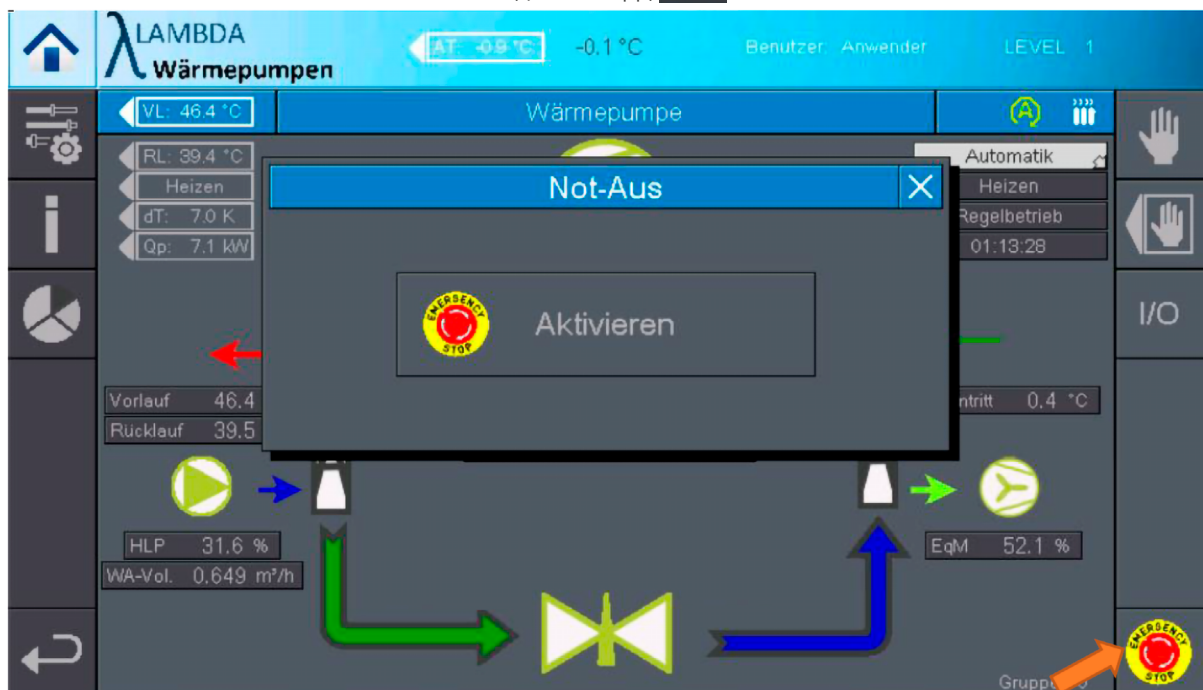 LAMBDA
Wärmepumpen
AT: -0.9 °C
-0.1 °C
Benutzer: Anwender
LEVEL 1
VL: 46.4 °C
Wärmepumpe
RL: 39.4 °C
Heizen
dT: 7.0 K
Qp: 7.1 kW
Automatik
Heizen
Regelbetrieb
01:13:28
Not-Aus
EMERGENCY
STOP
Aktivieren
I/O
Vorlauf 46.4
Rücklauf 39.5
ntritt 0.4 °C
HLP 31.6 %
WA-Vol. 0.649 m³/h
EqM 52.1 %
EMERGENCY
STOP